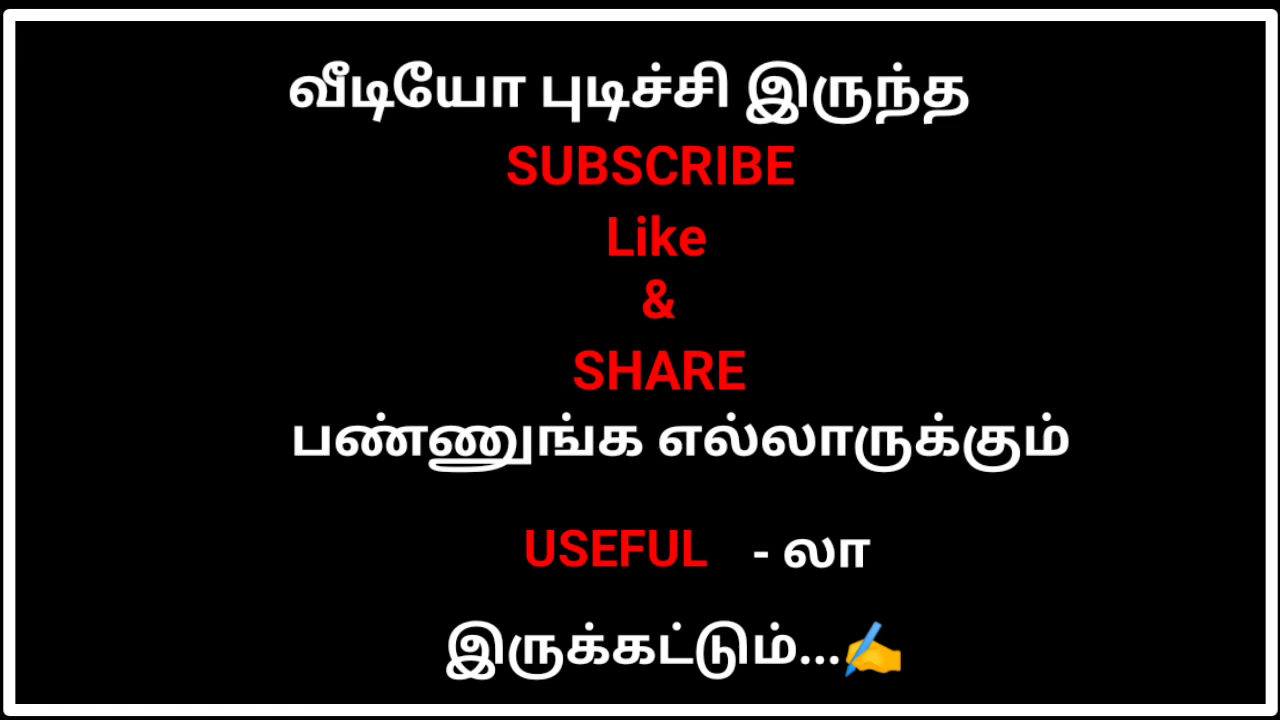 வீடியோ புடிச்சி இருந்த
SUBSCRIBE
Like
&
SHARE
பண்ணுங்க எல்லாருக்கும்
USEFUL - லா
இருக்கட்டும்...✍️